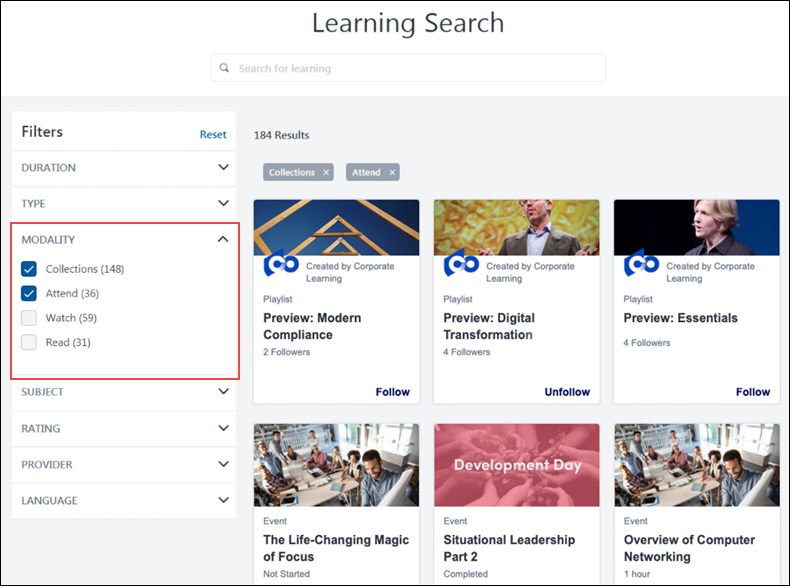 Learning Search
Search for learning
Filters
Reset
DURATION
TYPE
MODALITY
Collections (148)
Attend (36)
Watch (59)
Read (31)
SUBJECT
RATING
PROVIDER
LANGUAGE
184 Results
Collections ×
Attend ×
Created by Corporate
Learning
Playlist
Preview: Modern
Compliance
2 Followers
Follow
Created by Corporate
Learning
Playlist
Preview: Digital
Transformation
4 Followers
Unfollow
Created by Corporate
Learning
Playlist
Preview: Essentials
4 Followers
Follow
Event
The Life-Changing Magic
of Focus
Not Started
Development Day
Event
Situational Leadership
Part 2
Completed
Event
Overview of Computer
Networking
1 hour